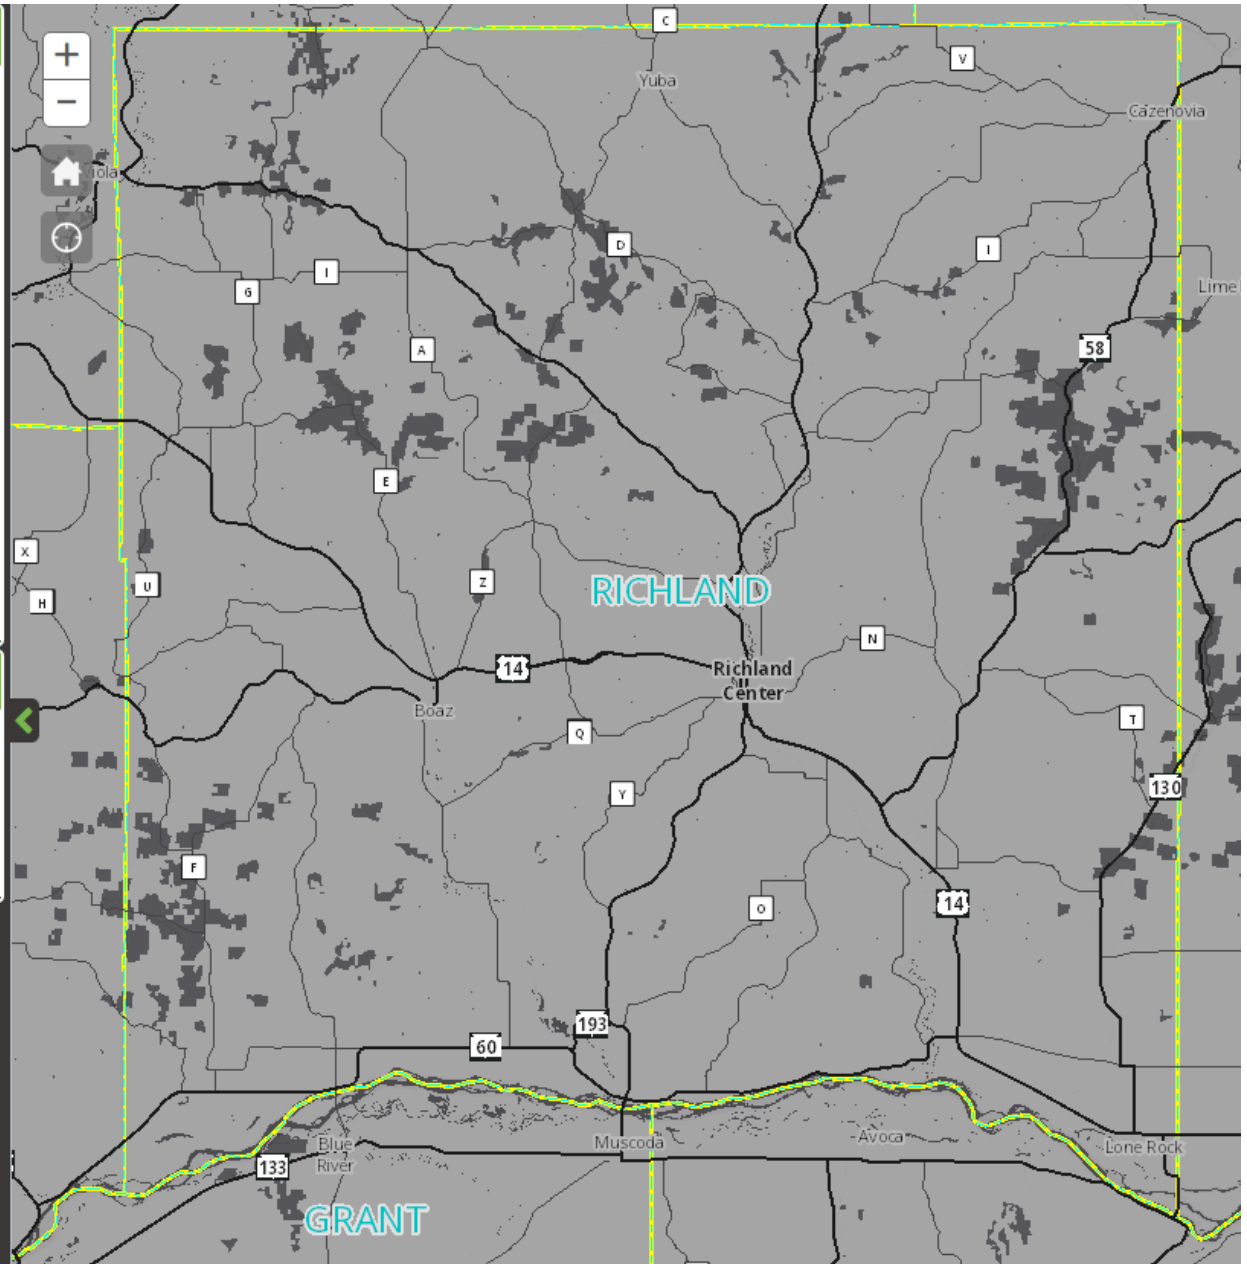 C
+
V
Yuba
−
Cazenovia
Viola
D
I
I
G
Lime
58
A
E
X
Z
U
RICHLAND
H
N
14
Richland
Center
Boaz
T
Q
130
Y
F
14
O
193
60
Blue
River
Muscoda
Avoca
Lone Rock
133
GRANT